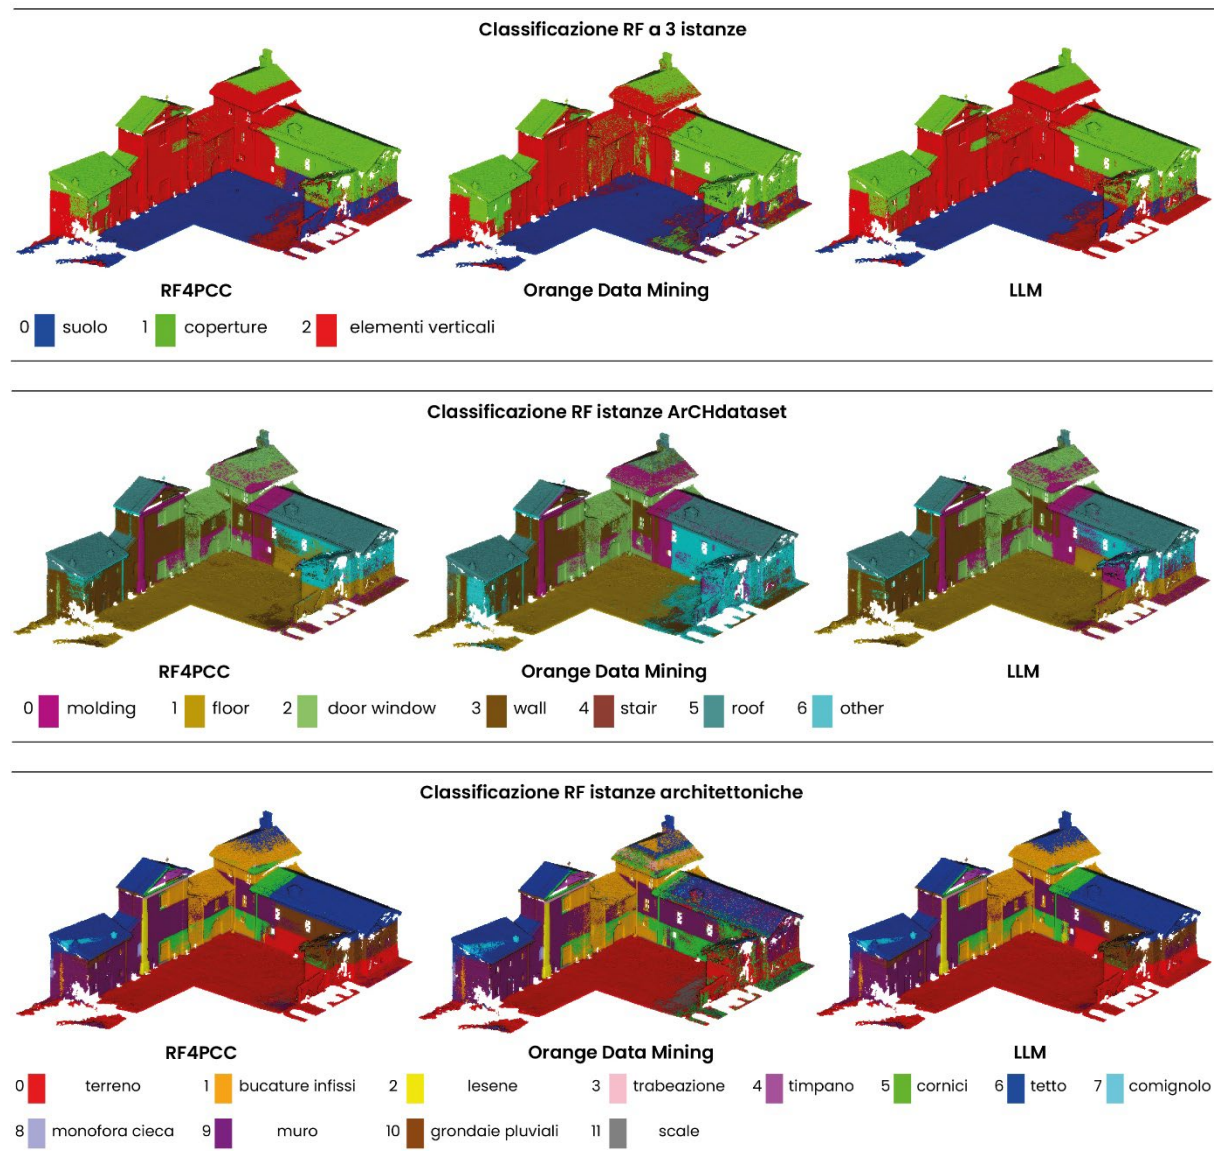 Classificazione RF a 3 istanze
RF4PCC Orange Data Mining LLM
0 suolo 1 coperture 2 elementi verticali
Classificazione RF istanze ArCHdataset
RF4PCC Orange Data Mining LLM
0 molding 1 floor 2 door window 3 wall 4 stair 5 roof 6 other
Classificazione RF istanze architettoniche
RF4PCC Orange Data Mining LLM
0 terreno 1 bucature infissi 2 lesene 3 trabeazione 4 timpano 5 cornici 6 tetto 7 comignolo
8 monofora cieca 9 muro 10 grondaie pluviali 11 scale